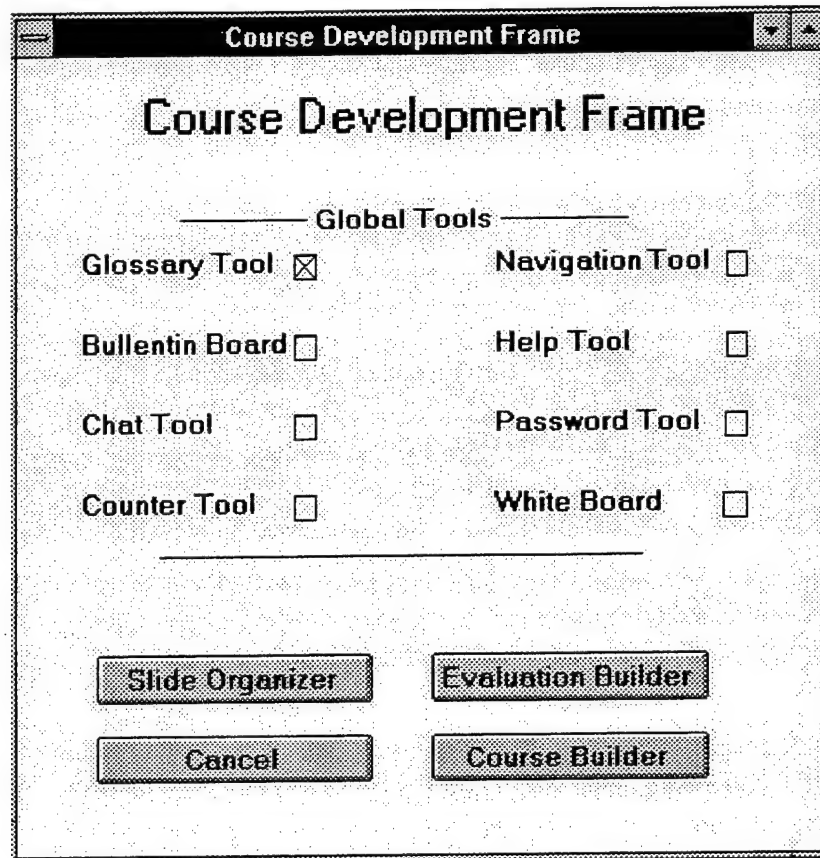 Course Development Frame
Course Development Frame
Global Tools
Glossary Tool Navigation Tool
Bullentin Board Help Tool
Chat Tool Password Tool
Counter Tool White Board
Slide Organizer Evaluation Builder
Cancel Course Builder